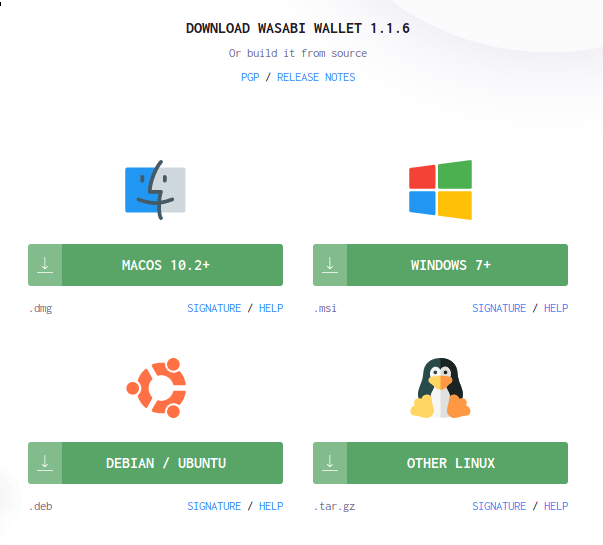 DOWNLOAD WASABI WALLET 1.1.6
Or build it from source
PGP / RELEASE NOTES
MACOS 10.2+
WINDOWS 7+
.dmg SIGNATURE / HELP
.msi SIGNATURE / HELP
DEBIAN / UBUNTU
OTHER LINUX
.deb SIGNATURE / HELP
.tar.gz SIGNATURE / HELP